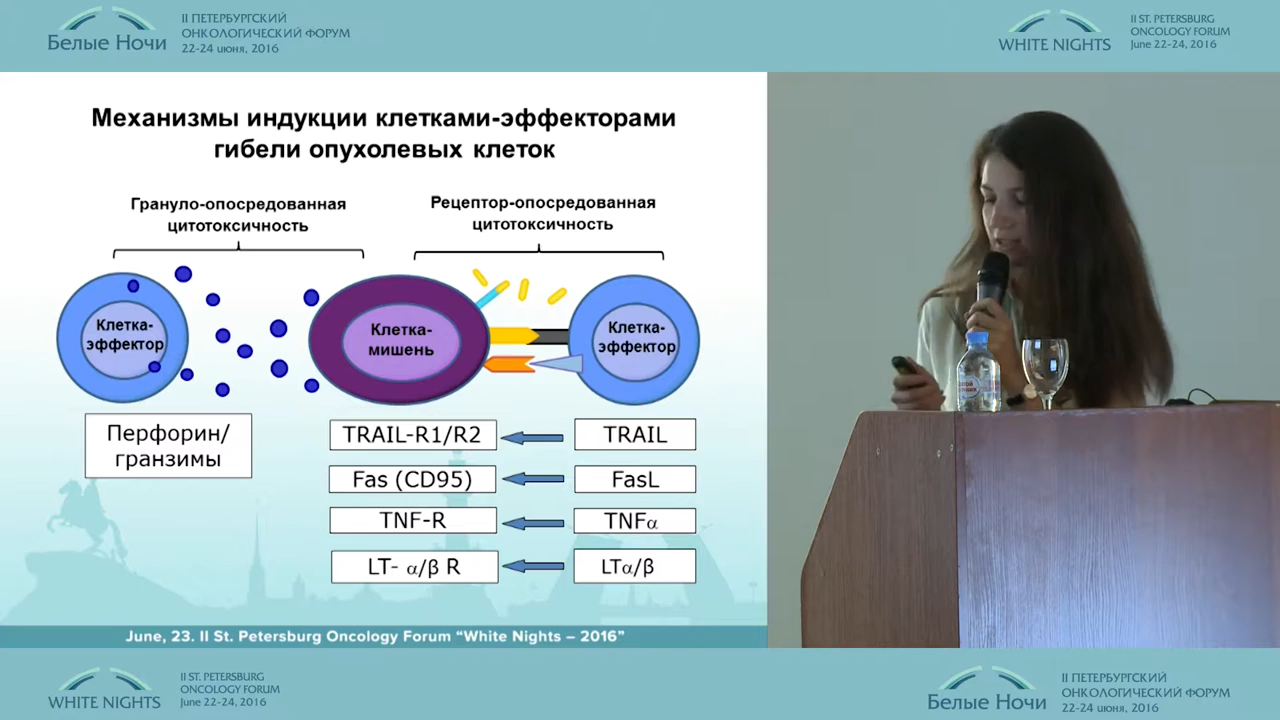 Белые Ночи
II ПЕТЕРБУРГСКИЙ
ОНКОЛОГИЧЕСКИЙ ФОРУМ
22-24 июня, 2016
WHITE NIGHTS
II ST. PETERSBURG
ONCOLOGY FORUM
June 22-24, 2016
Механизмы индукции клетками-эффекторами
гибели опухолевых клеток
Грануло-опосредованная
цитотоксичность
Рецептор-опосредованная
цитотоксичность
Клетка-
эффектор
Клетка-
мишень
Клетка-
эффектор
Перфорин/
гранзимы
TRAIL-R1/R2
TRAIL
Fas (CD95)
FasL
TNF-R
TNFα
LT- α/β R
LTα/β
June, 23. II St. Petersburg Oncology Forum “White Nights – 2016”
WHITE NIGHTS
II ST. PETERSBURG
ONCOLOGY FORUM
June 22-24, 2016
Белые Ночи
II ПЕТЕРБУРГСКИЙ
ОНКОЛОГИЧЕСКИЙ ФОРУМ
22-24 июня, 2016